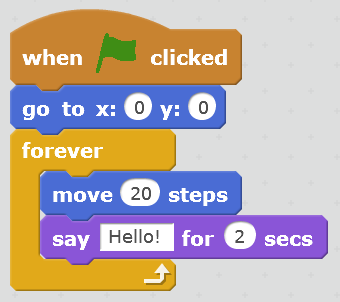 when clicked
go to x: 0 y: 0
forever
move 20 steps
say Hello! for 2 secs